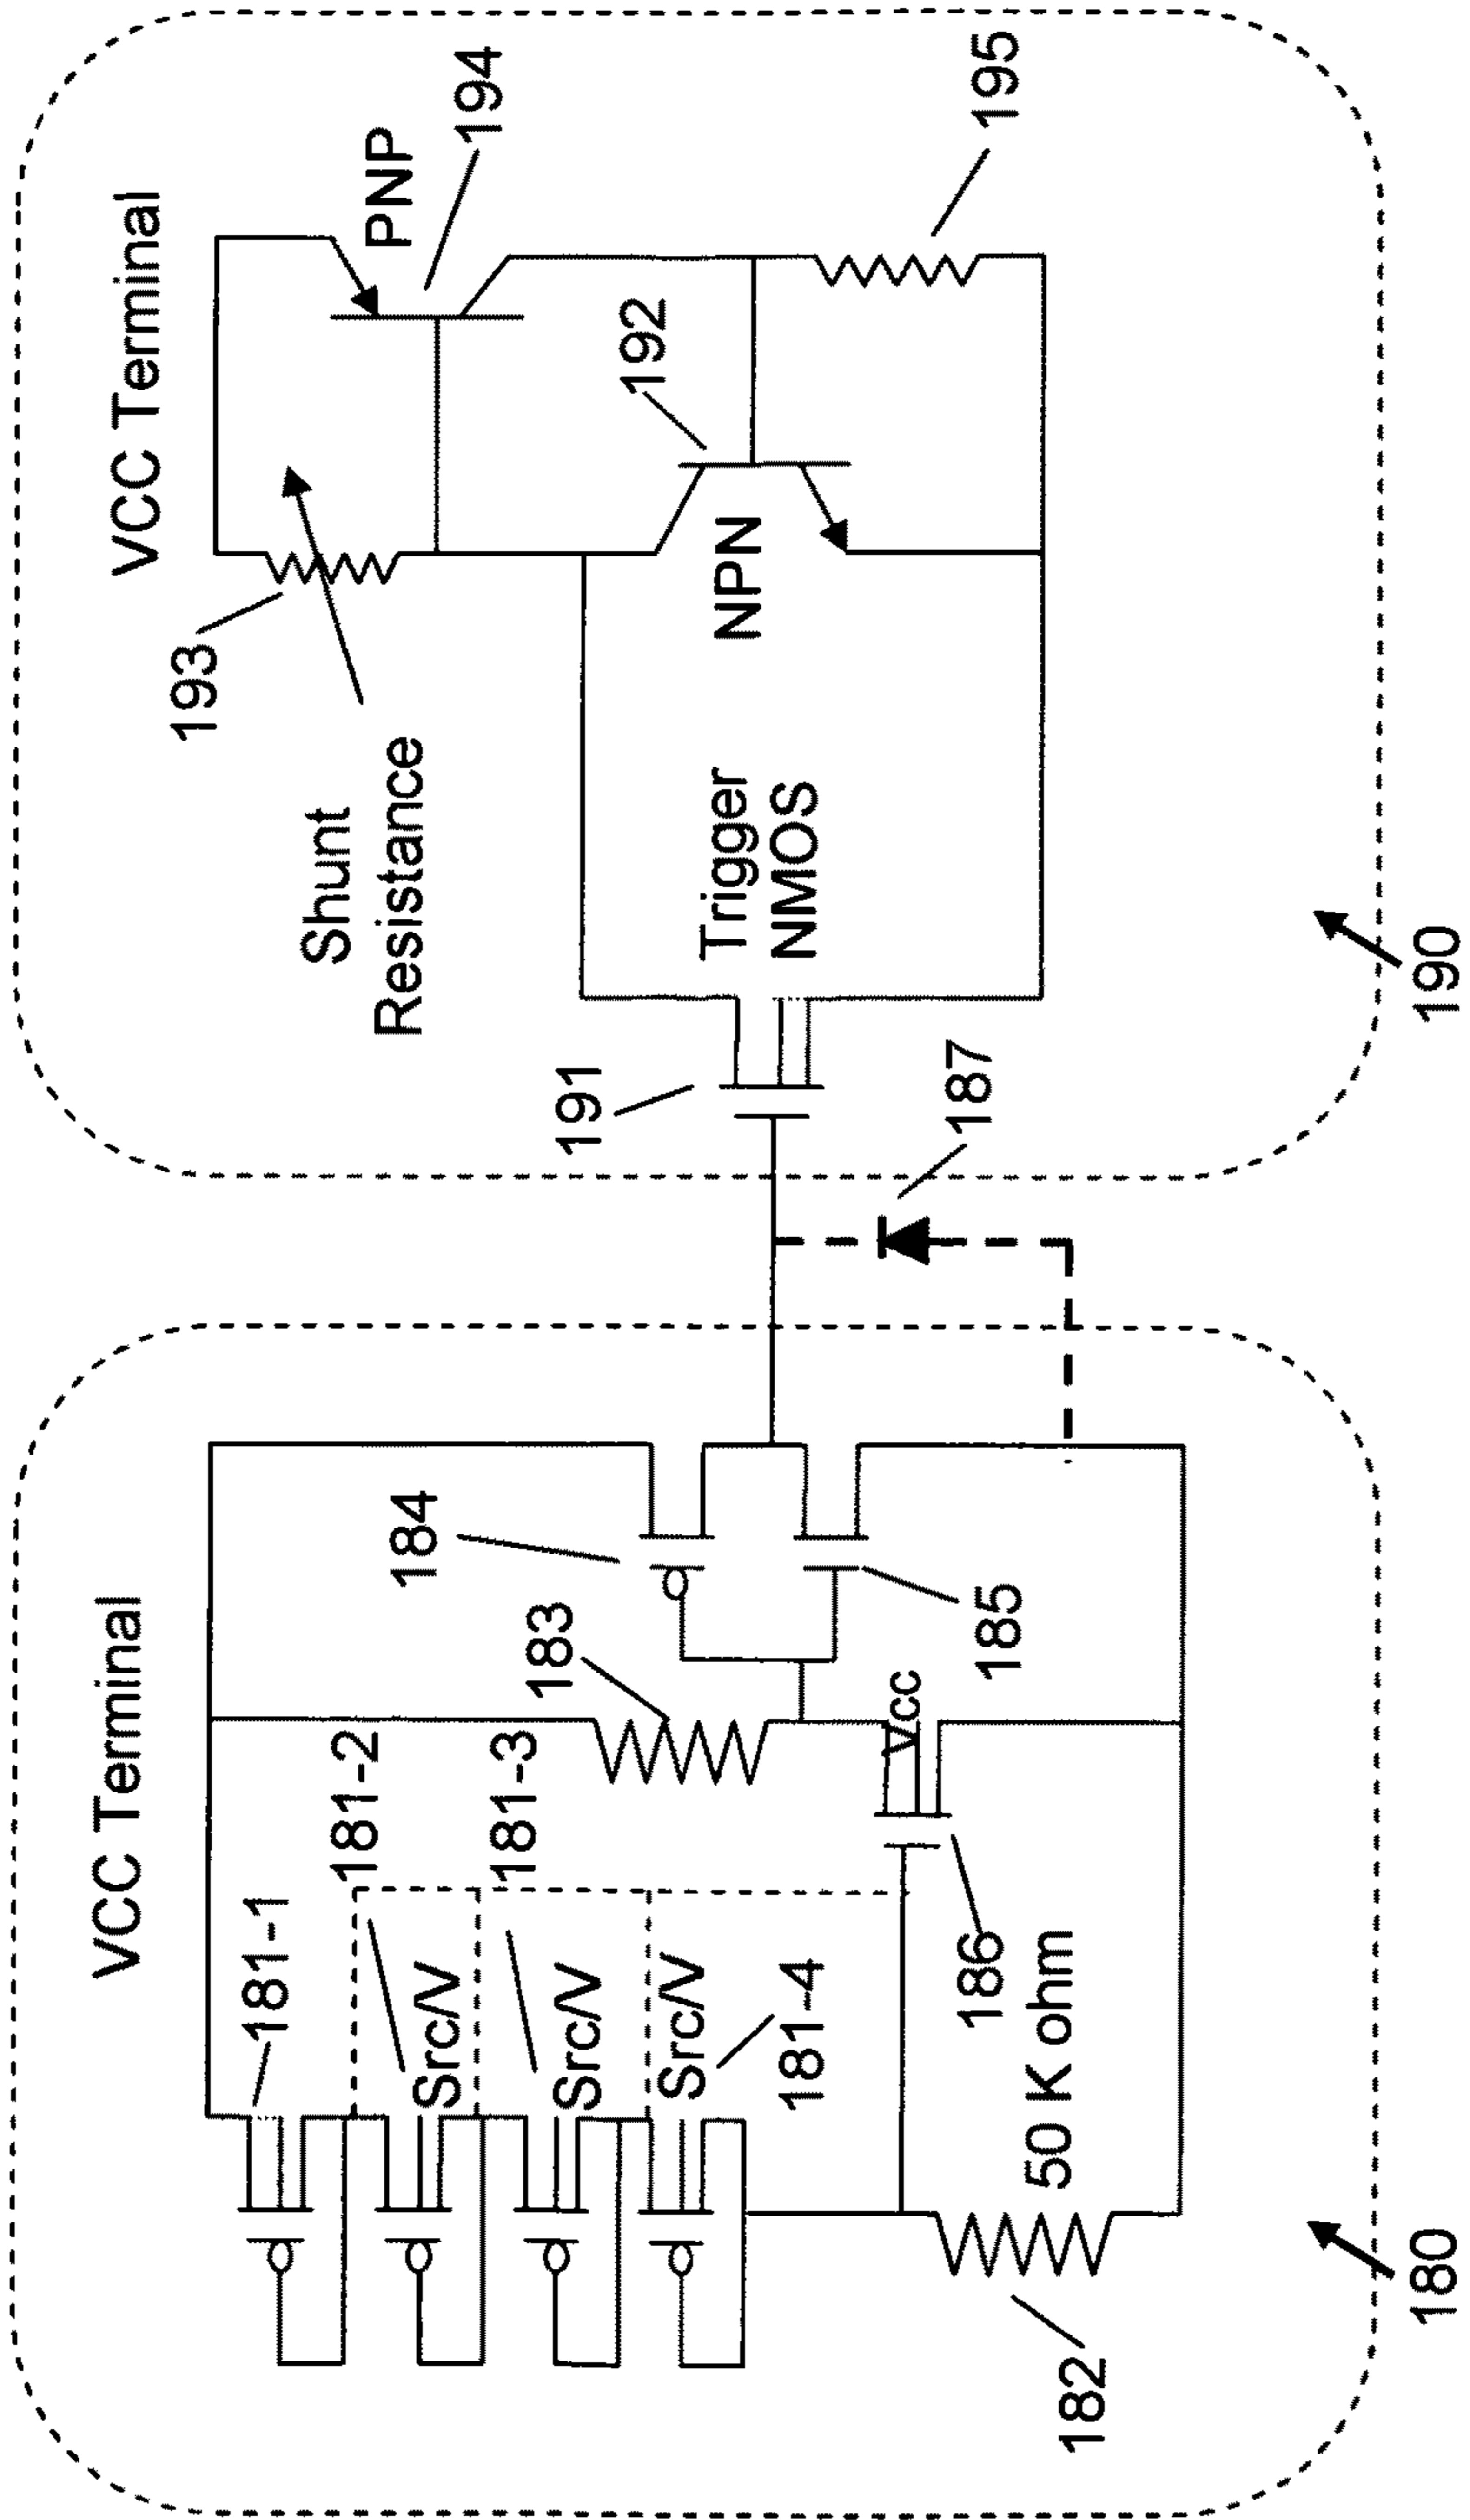 VCC Terminal
181-1
181-2
181-3
Src/V
Src/V
Src/V
181-4
183
184
185
Vcc
186
50 K ohm
182
180
187
VCC Terminal
193
Shunt
Resistance
PNP
194
192
NPN
Trigger
NMOS
191
195
190